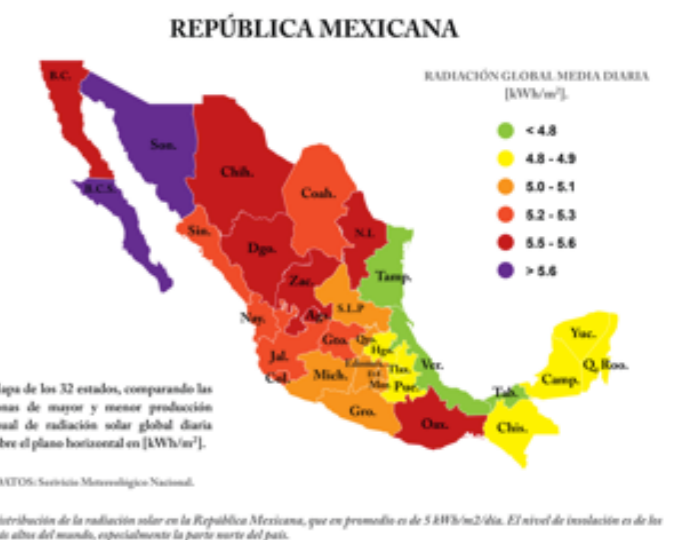 REPÚBLICA MEXICANA
RADIACIÓN GLOBAL MEDIA DIARIA
[kWh/m²].
< 4.8
4.8 - 4.9
5.0 - 5.1
5.2 - 5.3
5.5 - 5.6
> 5.6
B.C.
Son.
B.C.S.
Chih.
Coah.
Sin.
Dgo.
N.L.
Tamp.
Zac.
S.L.P
Nay.
Ags.
Gto.
Qro.
Hgo.
Jal.
Col.
Mich.
Tlax.
Mor.
Pue.
Ver.
Gro.
Oax.
Tab.
Chis.
Camp.
Yuc.
Q. Roo.
apa de los 32 estados, comparando las
nas de mayor y menor producción
ual de radiación solar global diaria
bre el plano horizontal en [kWh/m²].
DATOS: Servicio Meteorológico Nacional.
istribución de la radiación solar en la República Mexicana, que en promedio es de 5 kWh/m2/día. El nivel de insolación es de los
ás altos del mundo, especialmente la parte norte del país.